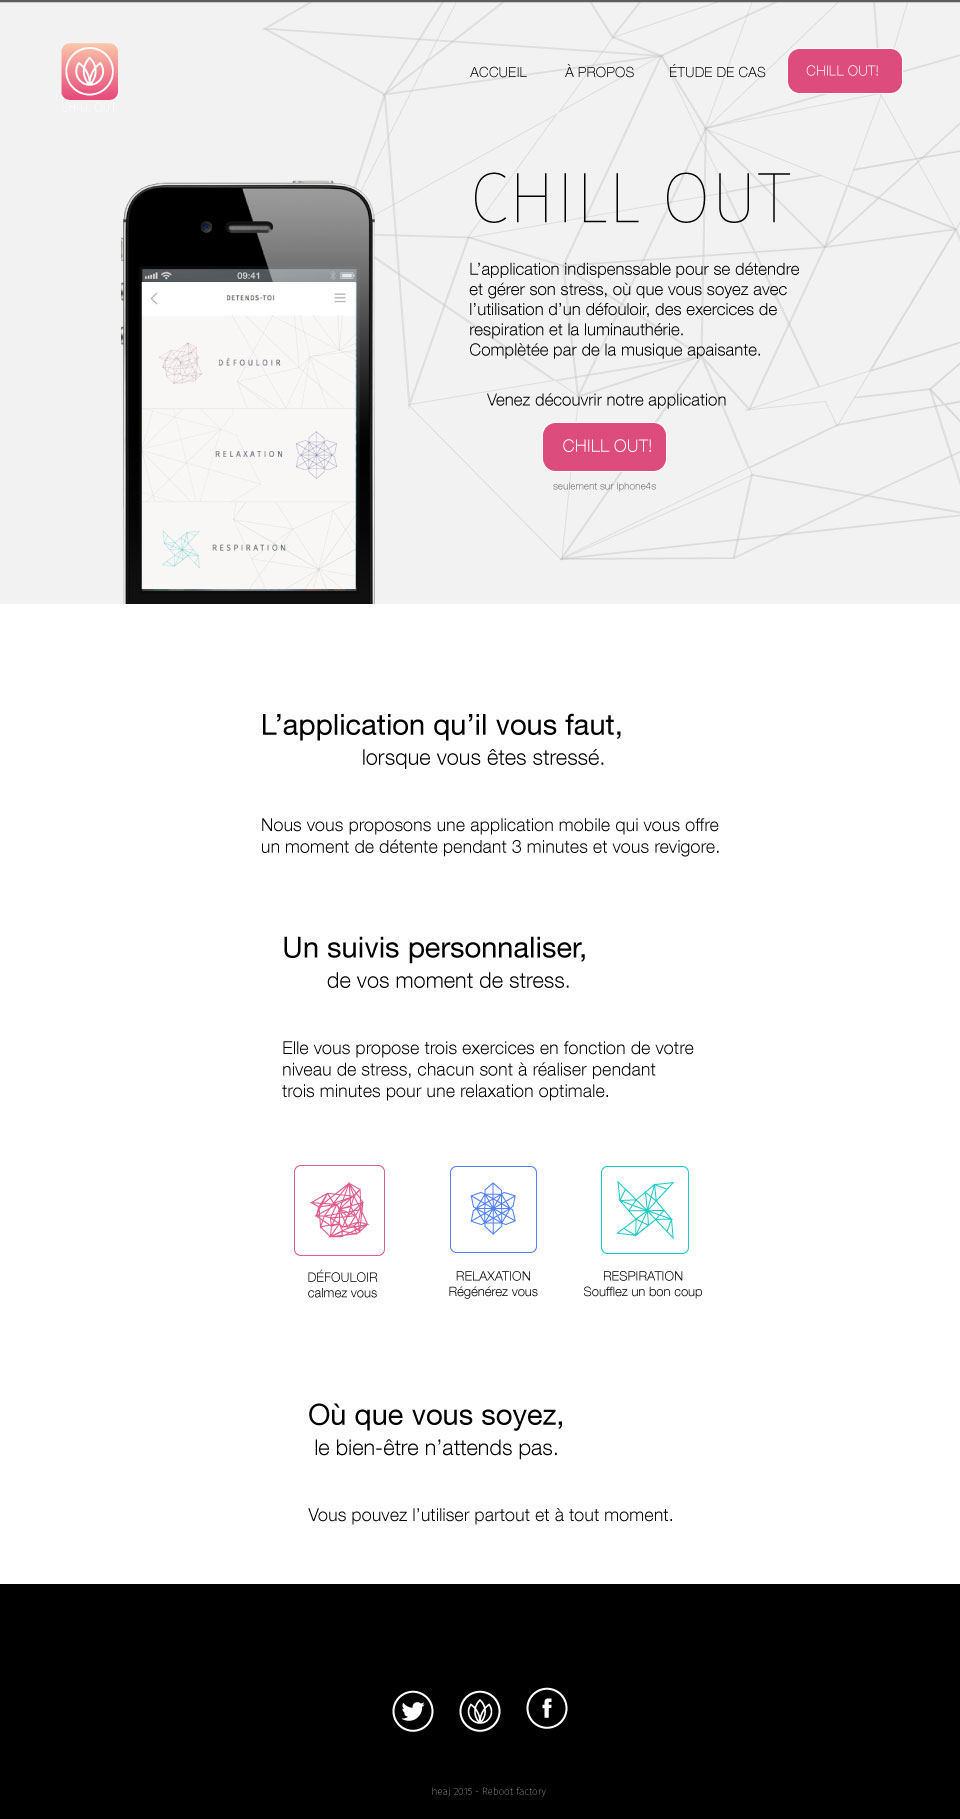 ACCUEIL À PROPOS ÉTUDE DE CAS CHILL OUT!
CHILL OUT
L'application indispenssable pour se détendre
et gérer son stress, où que vous soyez avec
l'utilisation d'un défouloir, des exercices de
respiration et la luminauthérie.
Complètée par de la musique apaisante.
Venez découvrir notre application
CHILL OUT!
seulement sur Iphone4s
09:41
DETENDS-TOI
DÉFOULOIR
RELAXATION
RESPIRATION
L'application qu'il vous faut,
lorsque vous êtes stressé.
Nous vous proposons une application mobile qui vous offre
un moment de détente pendant 3 minutes et vous revigore.
Un suivis personnaliser,
de vos moment de stress.
Elle vous propose trois exercices en fonction de votre
niveau de stress, chacun sont à réaliser pendant
trois minutes pour une relaxation optimale.
DÉFOULOIR
calmez vous
RELAXATION
Régénérez vous
RESPIRATION
Soufflez un bon coup
Où que vous soyez,
le bien-être n'attends pas.
Vous pouvez l'utiliser partout et à tout moment.
heaj 2015 - Reboot factory